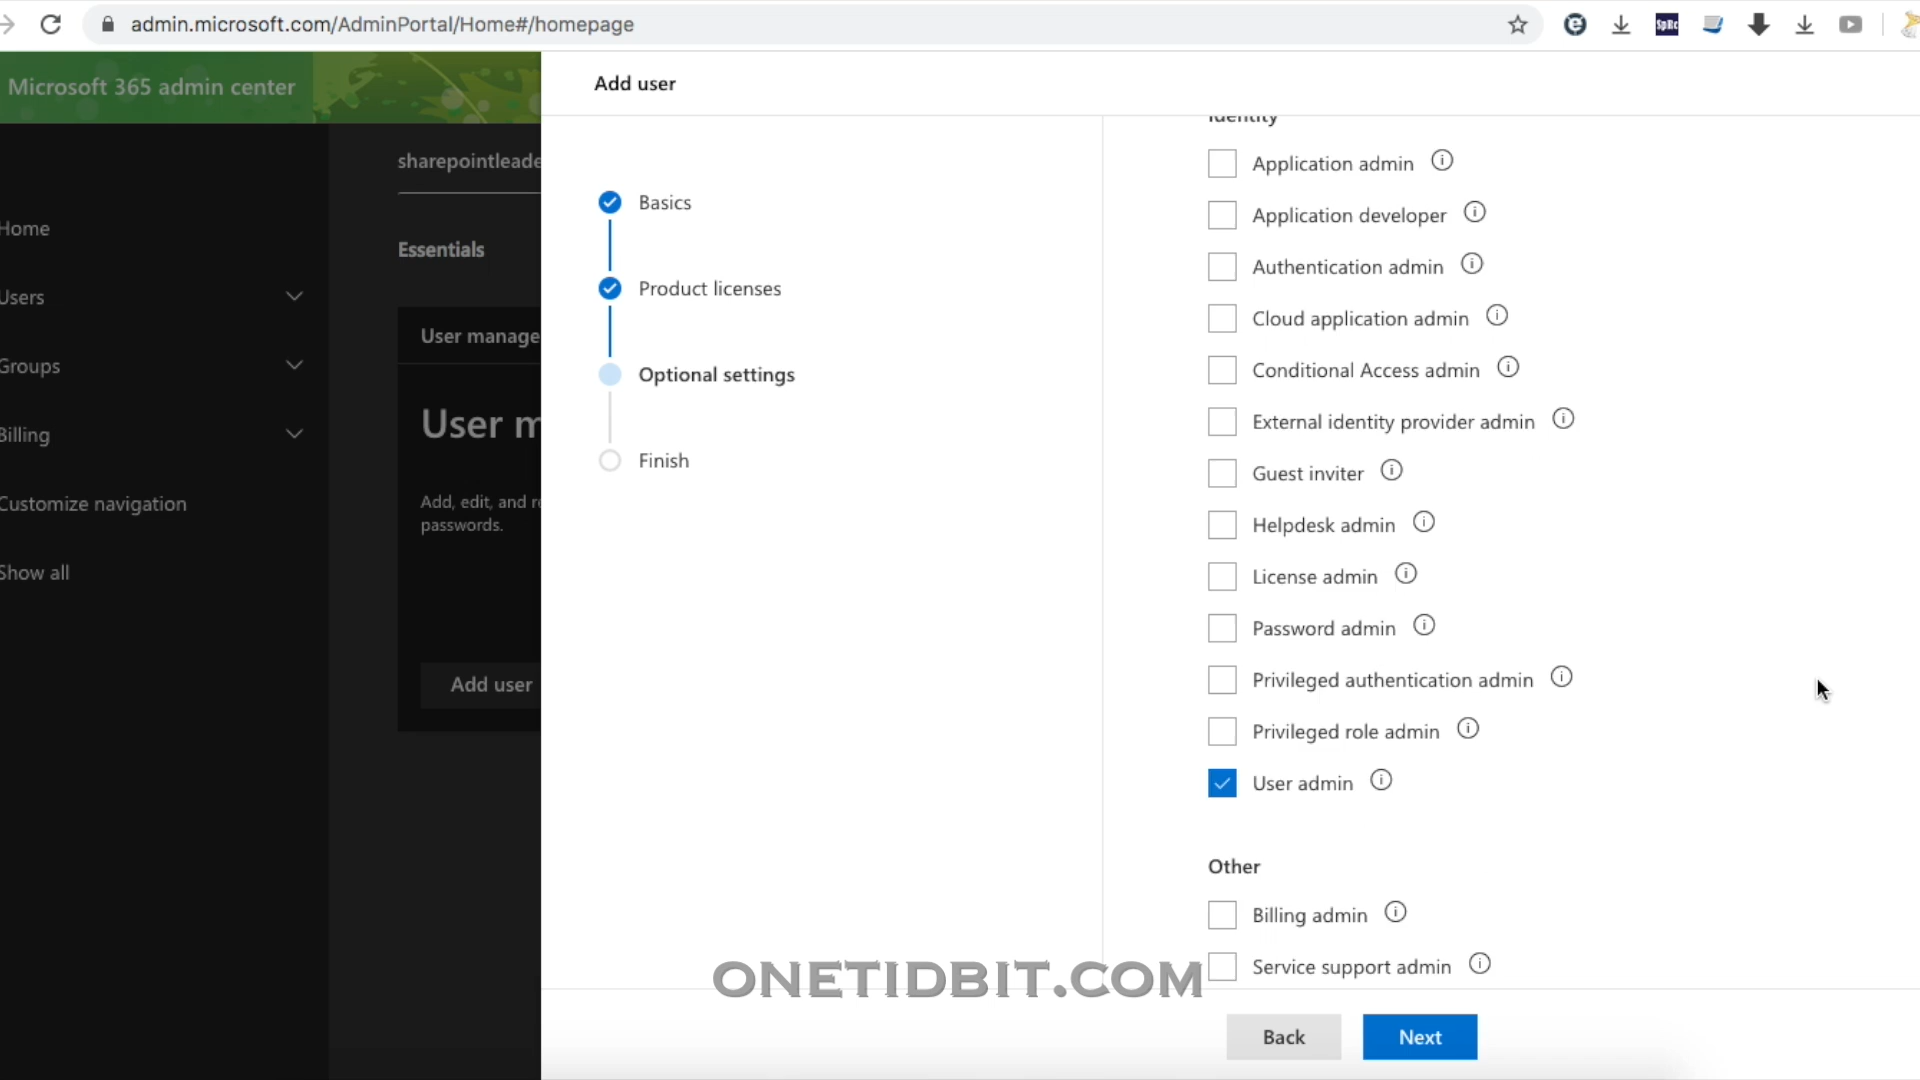 admin.microsoft.com/AdminPortal/Home#/homepage
SpRc
Microsoft 365 admin center
Add user
sharepointleade
Home
Users
Groups
Billing
Customize navigation
Show all
Essentials
User manage
User m
Add, edit, and re
passwords.
Add user
Basics
Product licenses
Optional settings
Finish
Identity
Application admin
Application developer
Authentication admin
Cloud application admin
Conditional Access admin
External identity provider admin
Guest inviter
Helpdesk admin
License admin
Password admin
Privileged authentication admin
Privileged role admin
User admin
Other
Billing admin
Service support admin
ONETIDBIT.COM
Back
Next